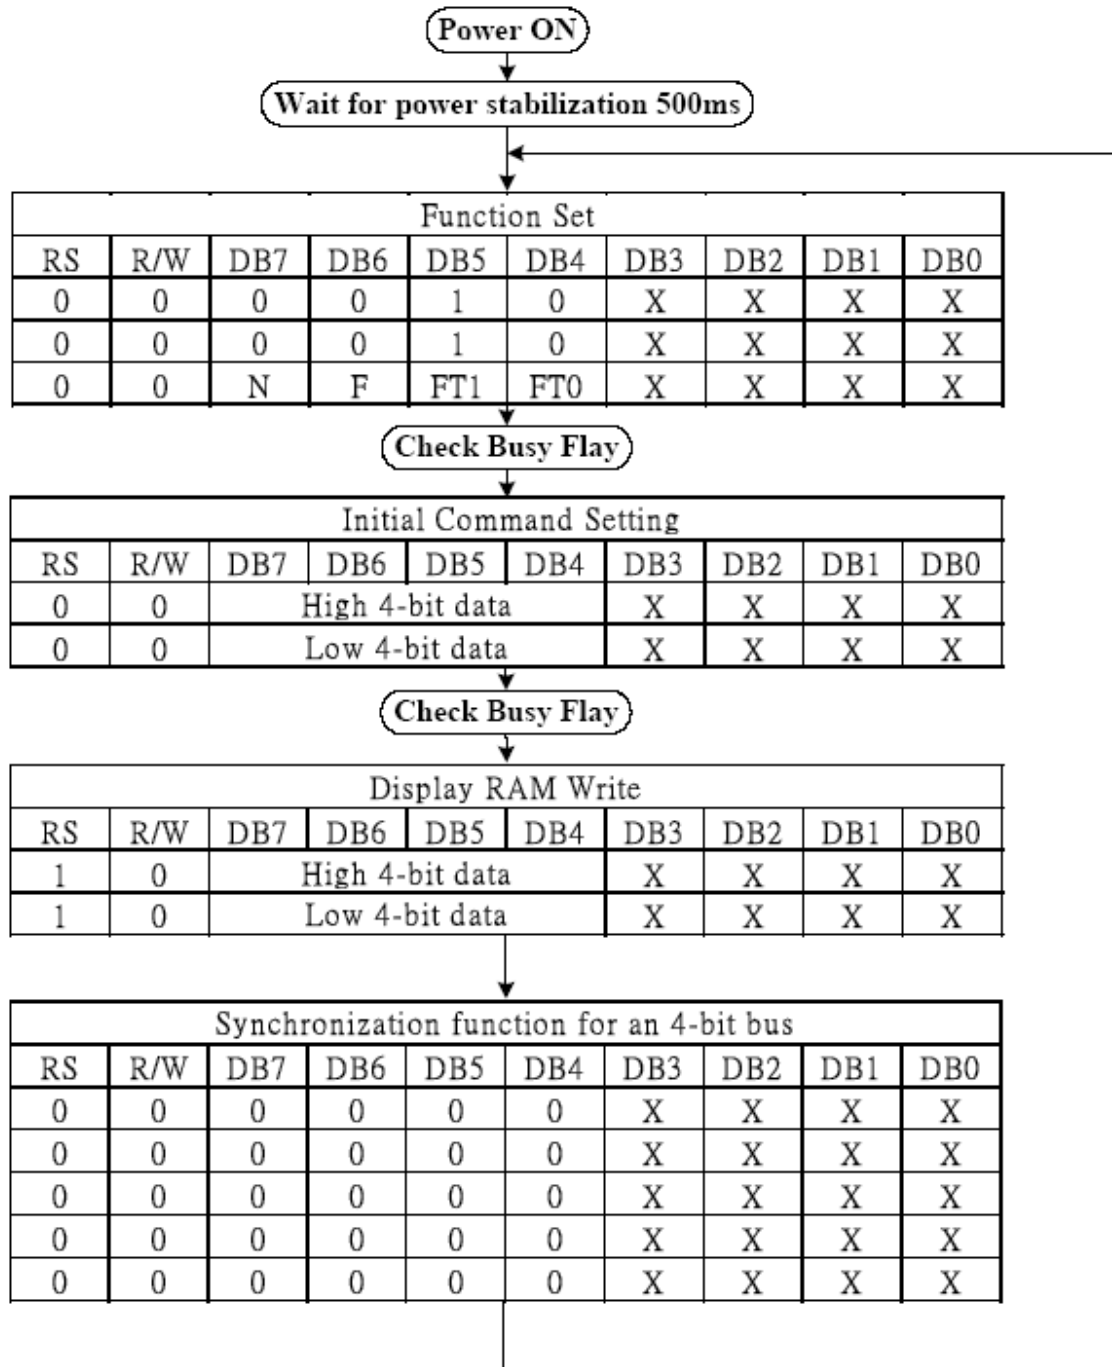 Power ON
Wait for power stabilization 500ms
Function Set
RS R/W DB7 DB6 DB5 DB4 DB3 DB2 DB1 DB0
0 0 0 0 1 0 X X X X
0 0 0 0 1 0 X X X X
0 0 N F FT1 FT0 X X X X
Check Busy Flay
Initial Command Setting
RS R/W DB7 DB6 DB5 DB4 DB3 DB2 DB1 DB0
0 0 High 4-bit data X X X X
0 0 Low 4-bit data X X X X
Check Busy Flay
Display RAM Write
RS R/W DB7 DB6 DB5 DB4 DB3 DB2 DB1 DB0
1 0 High 4-bit data X X X X
1 0 Low 4-bit data X X X X
Synchronization function for an 4-bit bus
RS R/W DB7 DB6 DB5 DB4 DB3 DB2 DB1 DB0
0 0 0 0 0 0 X X X X
0 0 0 0 0 0 X X X X
0 0 0 0 0 0 X X X X
0 0 0 0 0 0 X X X X
0 0 0 0 0 0 X X X X